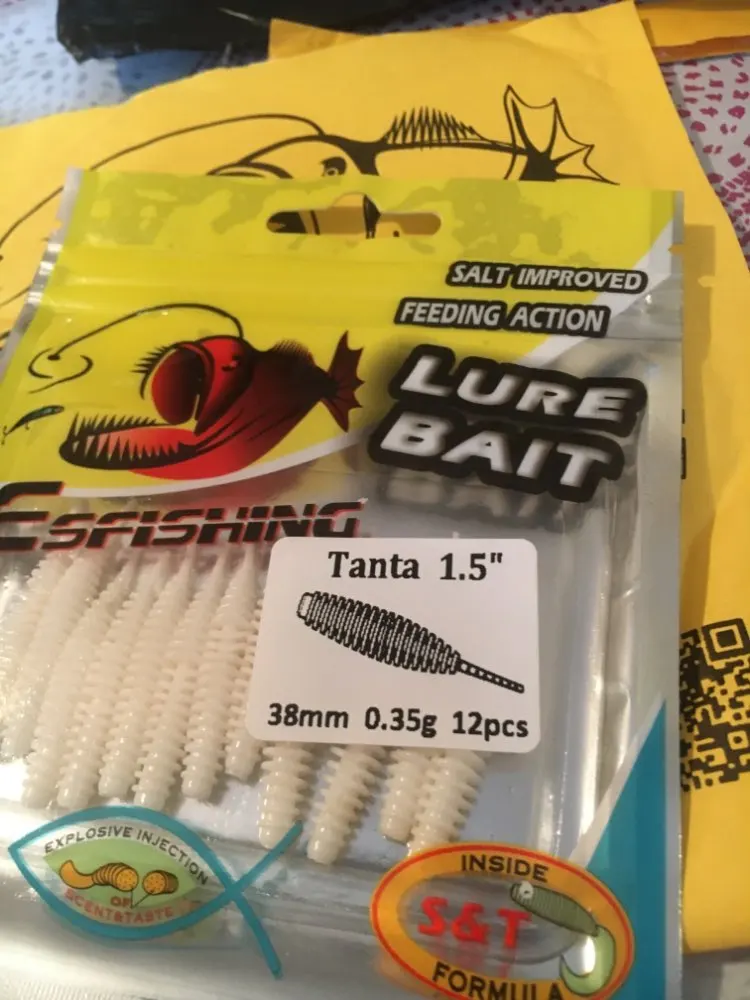 SALT IMPROVED
FEEDING ACTION
LURE
BAIT
ESFISHING
Tanta 1.5"
38mm 0.35g 12pcs
EXPLOSIVE INJECTION
OF
SCENT&TASTE
INSIDE
S&T
FORMULA